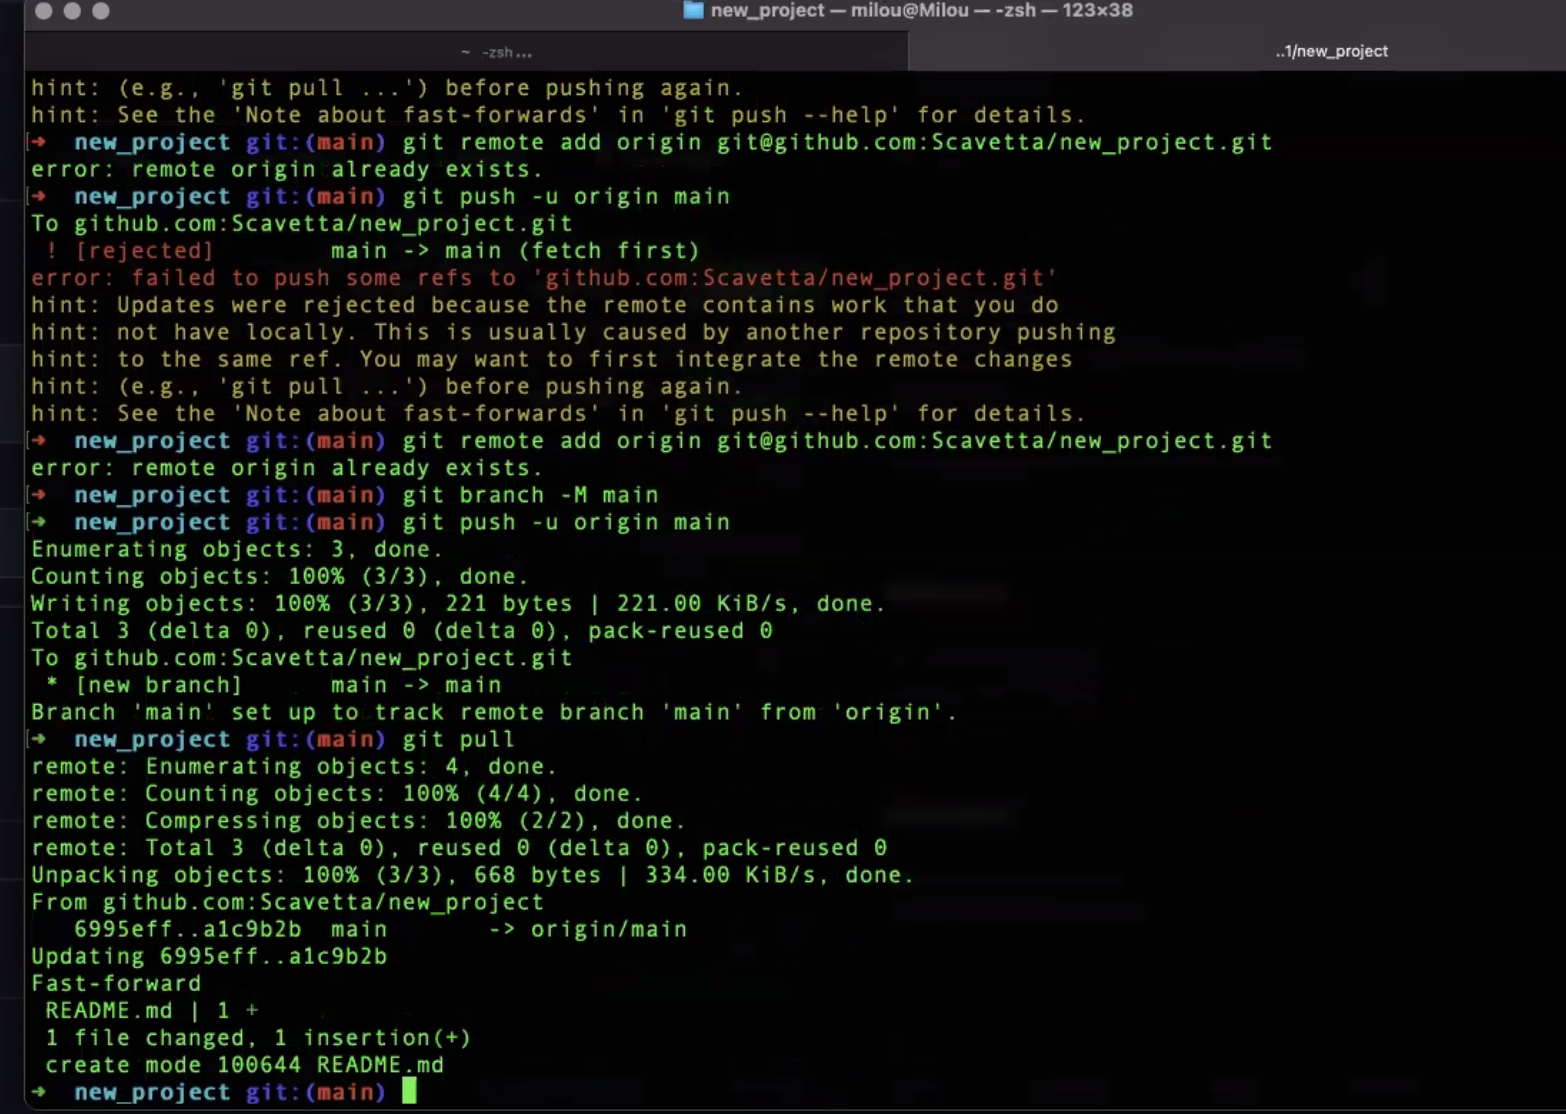 new_project — milou@Milou — -zsh — 123×38
~ -zsh... ..1/new_project
hint: (e.g., 'git pull ...') before pushing again.
hint: See the 'Note about fast-forwards' in 'git push --help' for details.
[→ new_project git:(main) git remote add origin git@github.com:Scavetta/new_project.git
error: remote origin already exists.
[→ new_project git:(main) git push -u origin main
To github.com:Scavetta/new_project.git
 ! [rejected]        main -> main (fetch first)
error: failed to push some refs to 'github.com:Scavetta/new_project.git'
hint: Updates were rejected because the remote contains work that you do
hint: not have locally. This is usually caused by another repository pushing
hint: to the same ref. You may want to first integrate the remote changes
hint: (e.g., 'git pull ...') before pushing again.
hint: See the 'Note about fast-forwards' in 'git push --help' for details.
[→ new_project git:(main) git remote add origin git@github.com:Scavetta/new_project.git
error: remote origin already exists.
[→ new_project git:(main) git branch -M main
[→ new_project git:(main) git push -u origin main
Enumerating objects: 3, done.
Counting objects: 100% (3/3), done.
Writing objects: 100% (3/3), 221 bytes | 221.00 KiB/s, done.
Total 3 (delta 0), reused 0 (delta 0), pack-reused 0
To github.com:Scavetta/new_project.git
 * [new branch]      main -> main
Branch 'main' set up to track remote branch 'main' from 'origin'.
[→ new_project git:(main) git pull
remote: Enumerating objects: 4, done.
remote: Counting objects: 100% (4/4), done.
remote: Compressing objects: 100% (2/2), done.
remote: Total 3 (delta 0), reused 0 (delta 0), pack-reused 0
Unpacking objects: 100% (3/3), 668 bytes | 334.00 KiB/s, done.
From github.com:Scavetta/new_project
   6995eff..a1c9b2b  main       -> origin/main
Updating 6995eff..a1c9b2b
Fast-forward
 README.md | 1 +
 1 file changed, 1 insertion(+)
 create mode 100644 README.md
→ new_project git:(main)